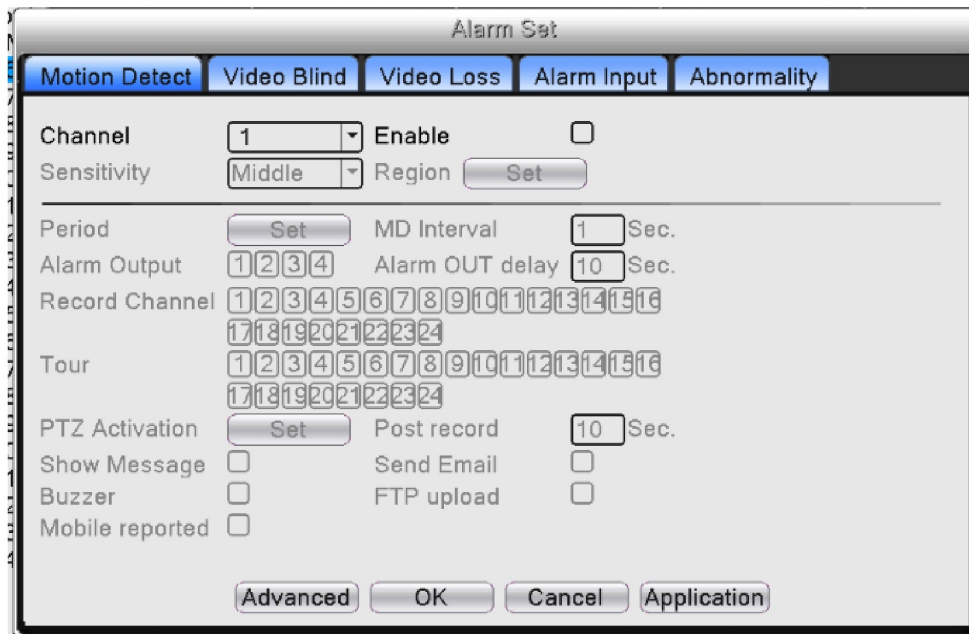 Alarm Set
Motion Detect Video Blind Video Loss Alarm Input Abnormality
Channel 1 Enable
Sensitivity Middle Region Set
Period Set MD Interval 1 Sec.
Alarm Output 1 2 3 4 Alarm OUT delay 10 Sec.
Record Channel 1 2 3 4 5 6 7 8 9 10 11 12 13 14 15 16
17 18 19 20 21 22 23 24
Tour 1 2 3 4 5 6 7 8 9 10 11 12 13 14 15 16
17 18 19 20 21 22 23 24
PTZ Activation Set Post record 10 Sec.
Show Message Send Email
Buzzer FTP upload
Mobile reported
Advanced OK Cancel Application